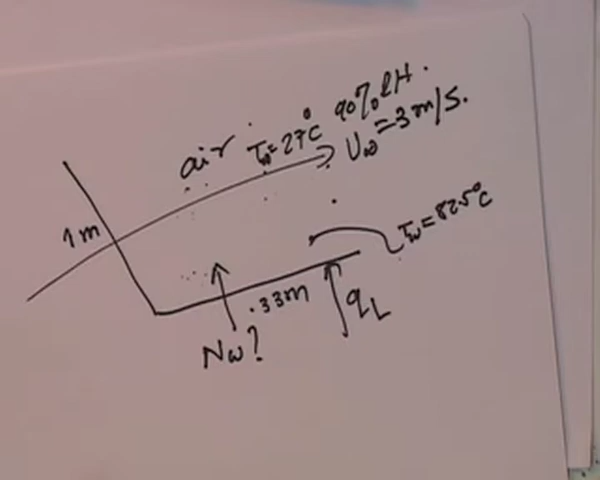 air T∞=27°C 90% RH.
U∞=3m/s.
1m
Tw=82.5°C
.33m
qL
Nw?